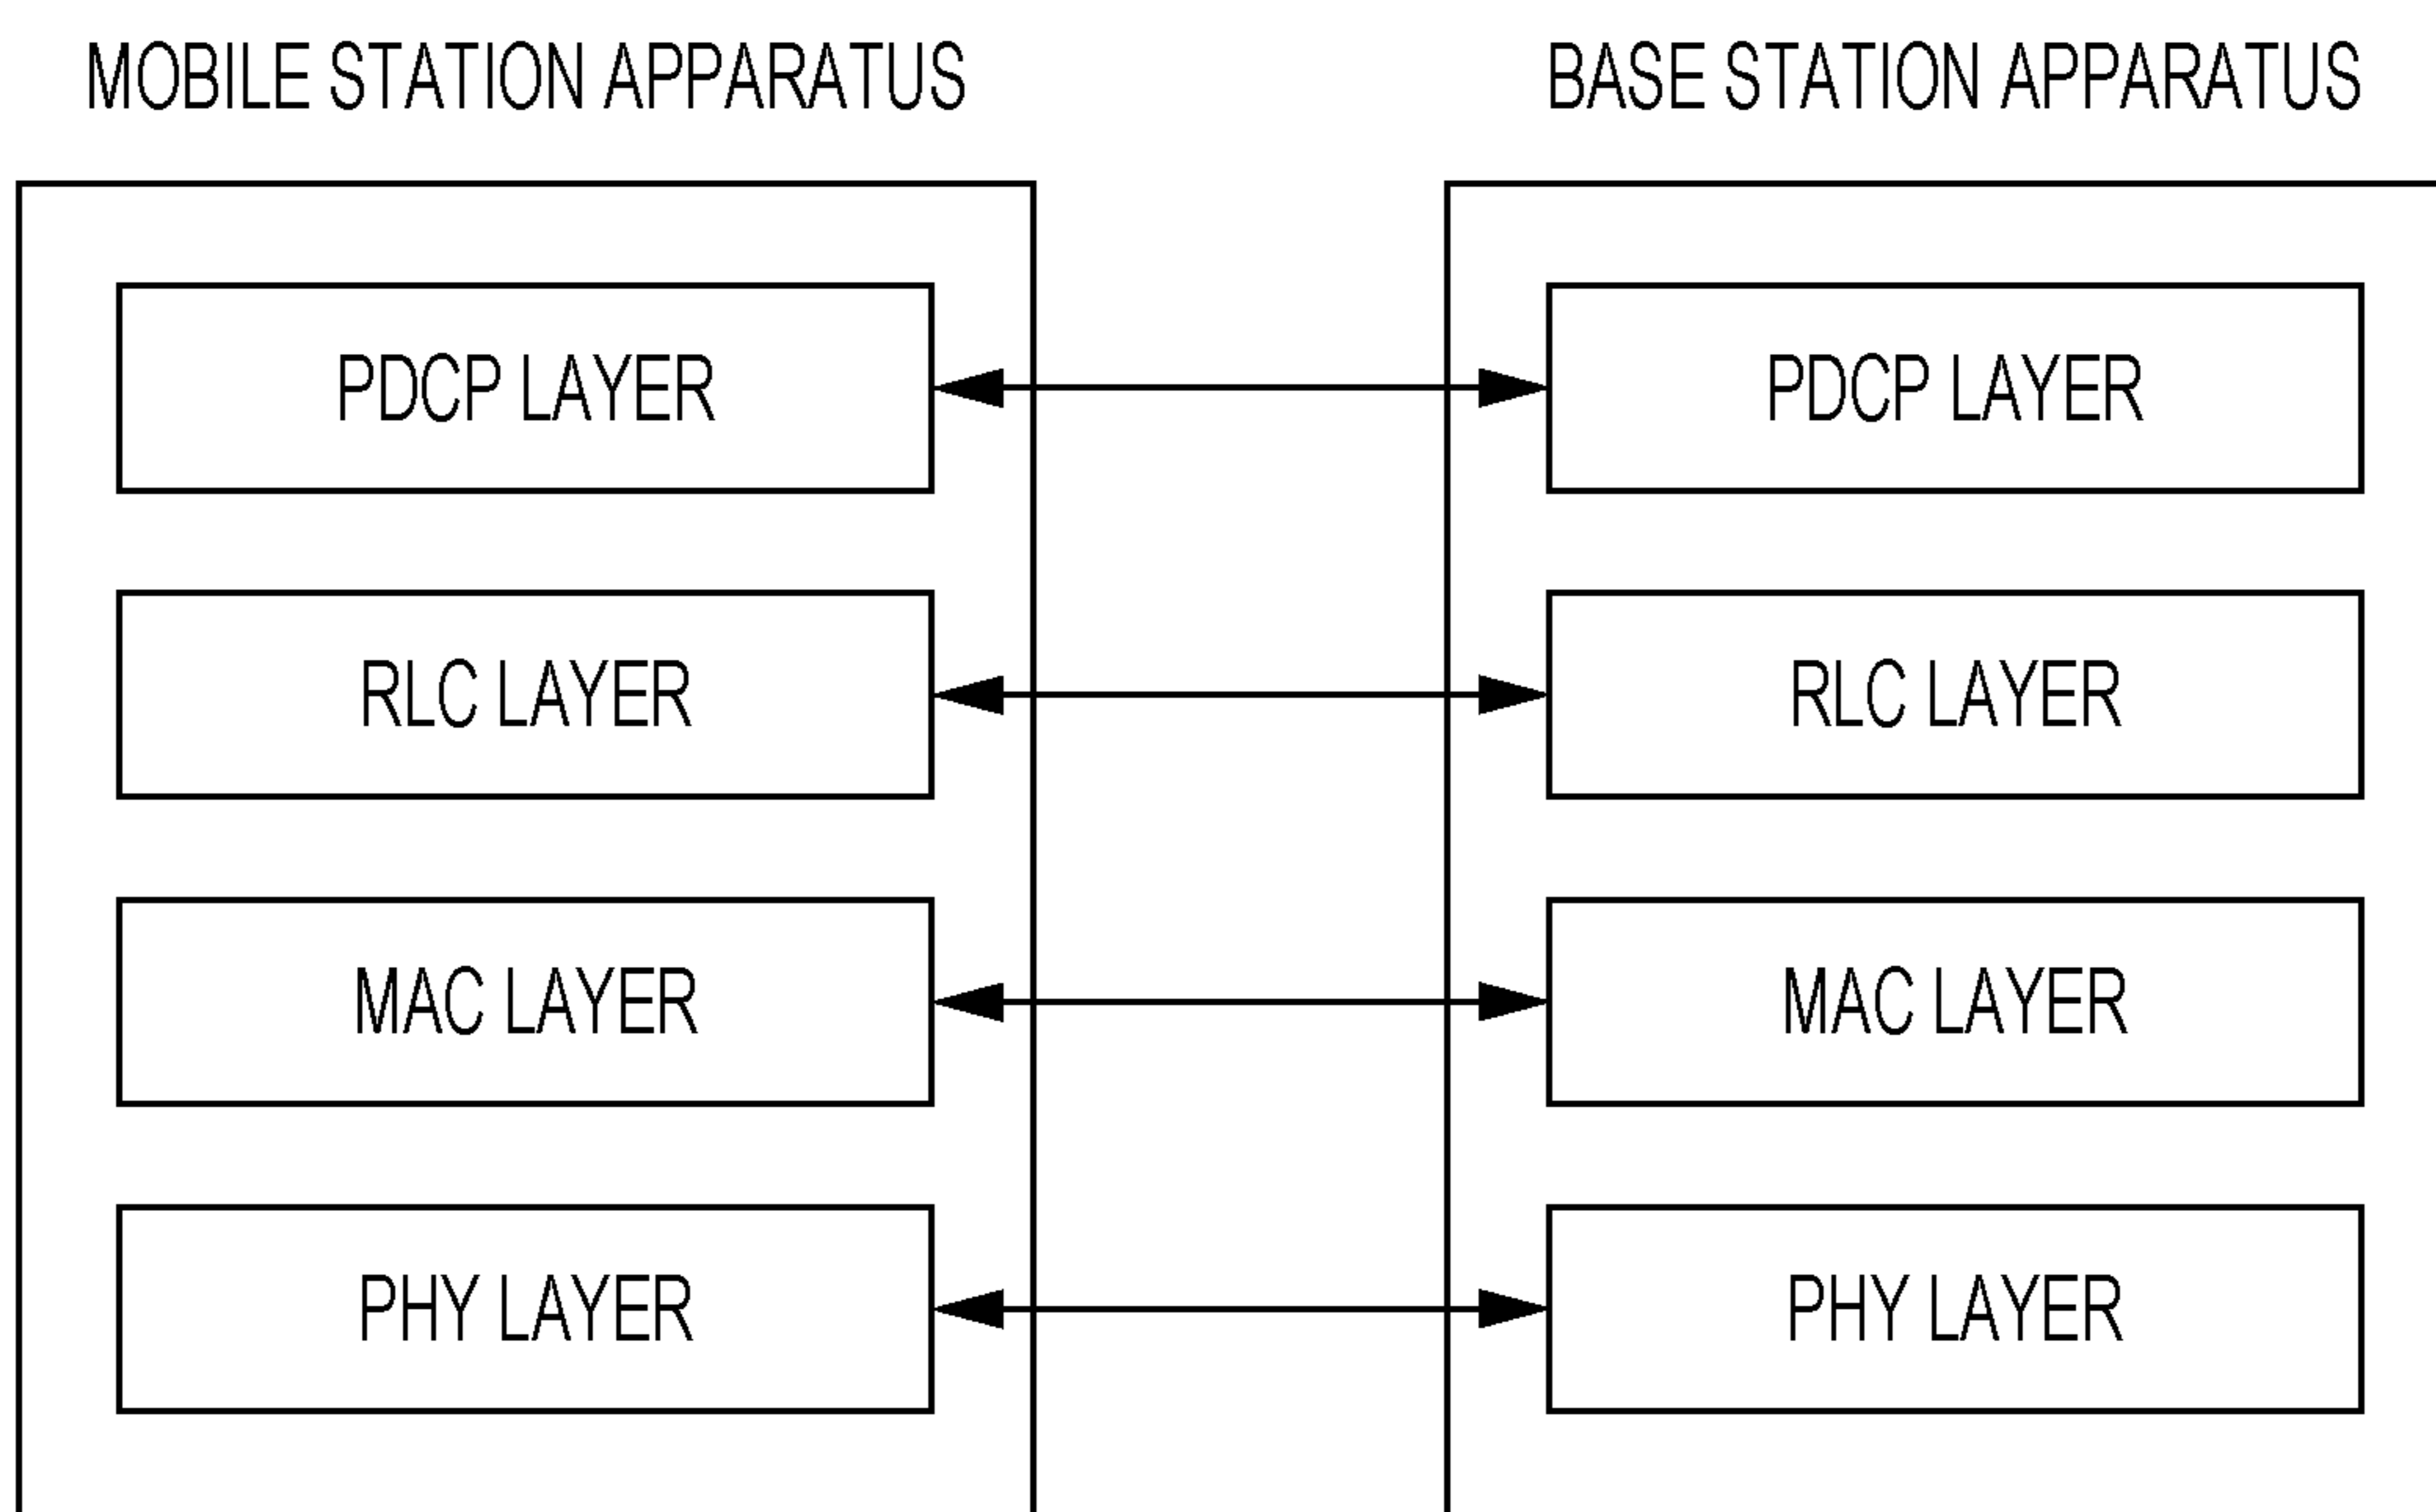 MOBILE STATION APPARATUS
BASE STATION APPARATUS
PDCP LAYER
PDCP LAYER
RLC LAYER
RLC LAYER
MAC LAYER
MAC LAYER
PHY LAYER
PHY LAYER